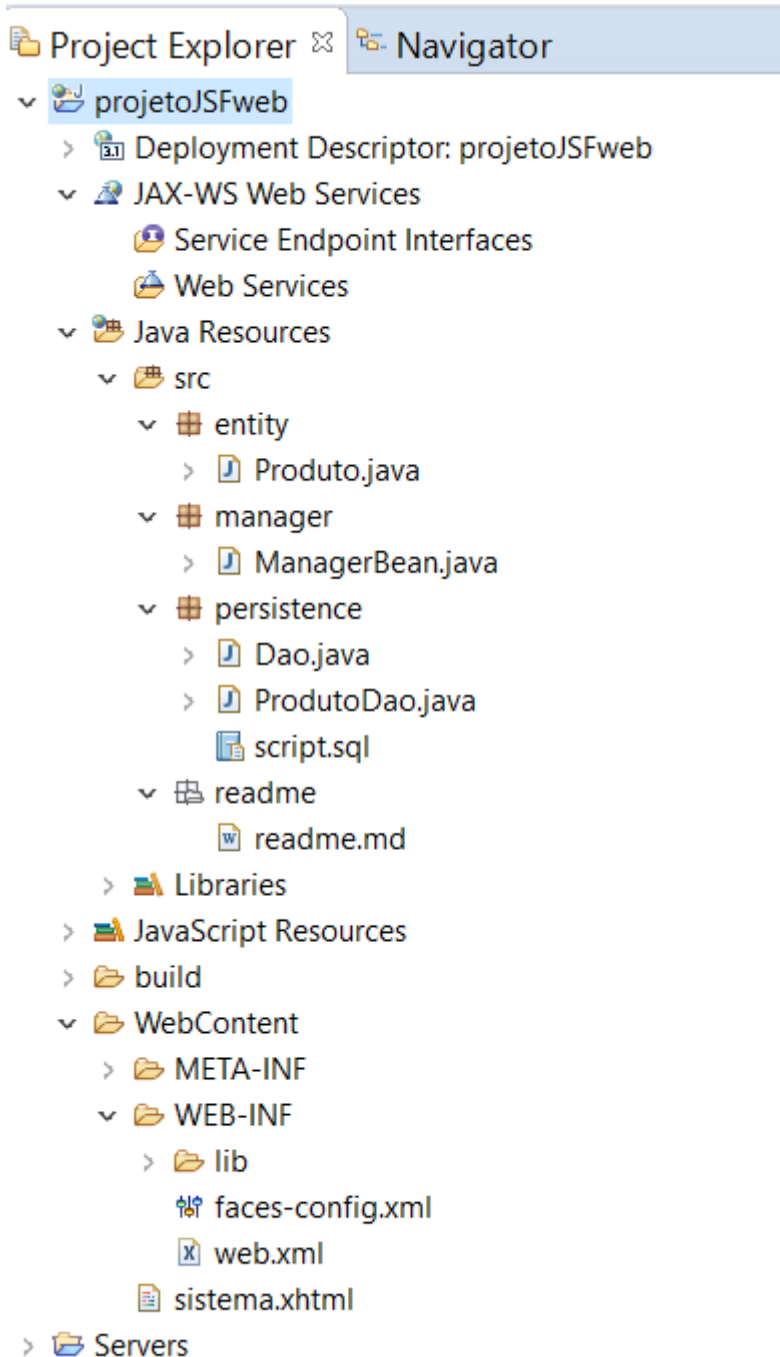 Project Explorer Navigator
projetoJSFweb
3.1 Deployment Descriptor: projetoJSFweb
JAX-WS Web Services
Service Endpoint Interfaces
Web Services
Java Resources
src
entity
Produto.java
manager
ManagerBean.java
persistence
Dao.java
ProdutoDao.java
script.sql
readme
readme.md
Libraries
JavaScript Resources
build
WebContent
META-INF
WEB-INF
lib
faces-config.xml
web.xml
sistema.xhtml
Servers